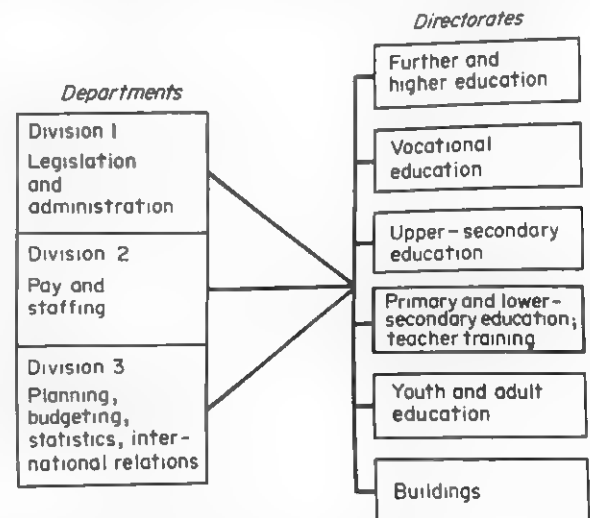 Departments
Division 1
Legislation
and
administration
Division 2
Pay and
staffing
Division 3
Planning,
budgeting,
statistics, inter-
national relations
Directorates
Further and
higher education
Vocational
education
Upper-secondary
education
Primary and lower-
secondary education;
teacher training
Youth and adult
education
Buildings